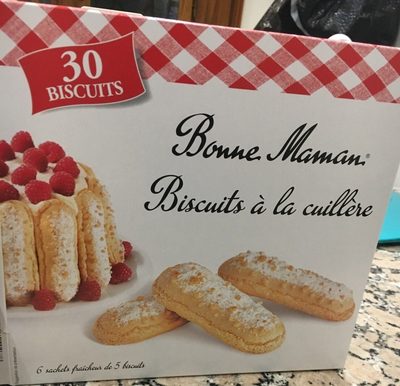 30
BISCUITS
Bonne Maman®
Biscuits à la cuillère
6 sachets fraîcheur de 5 biscuits